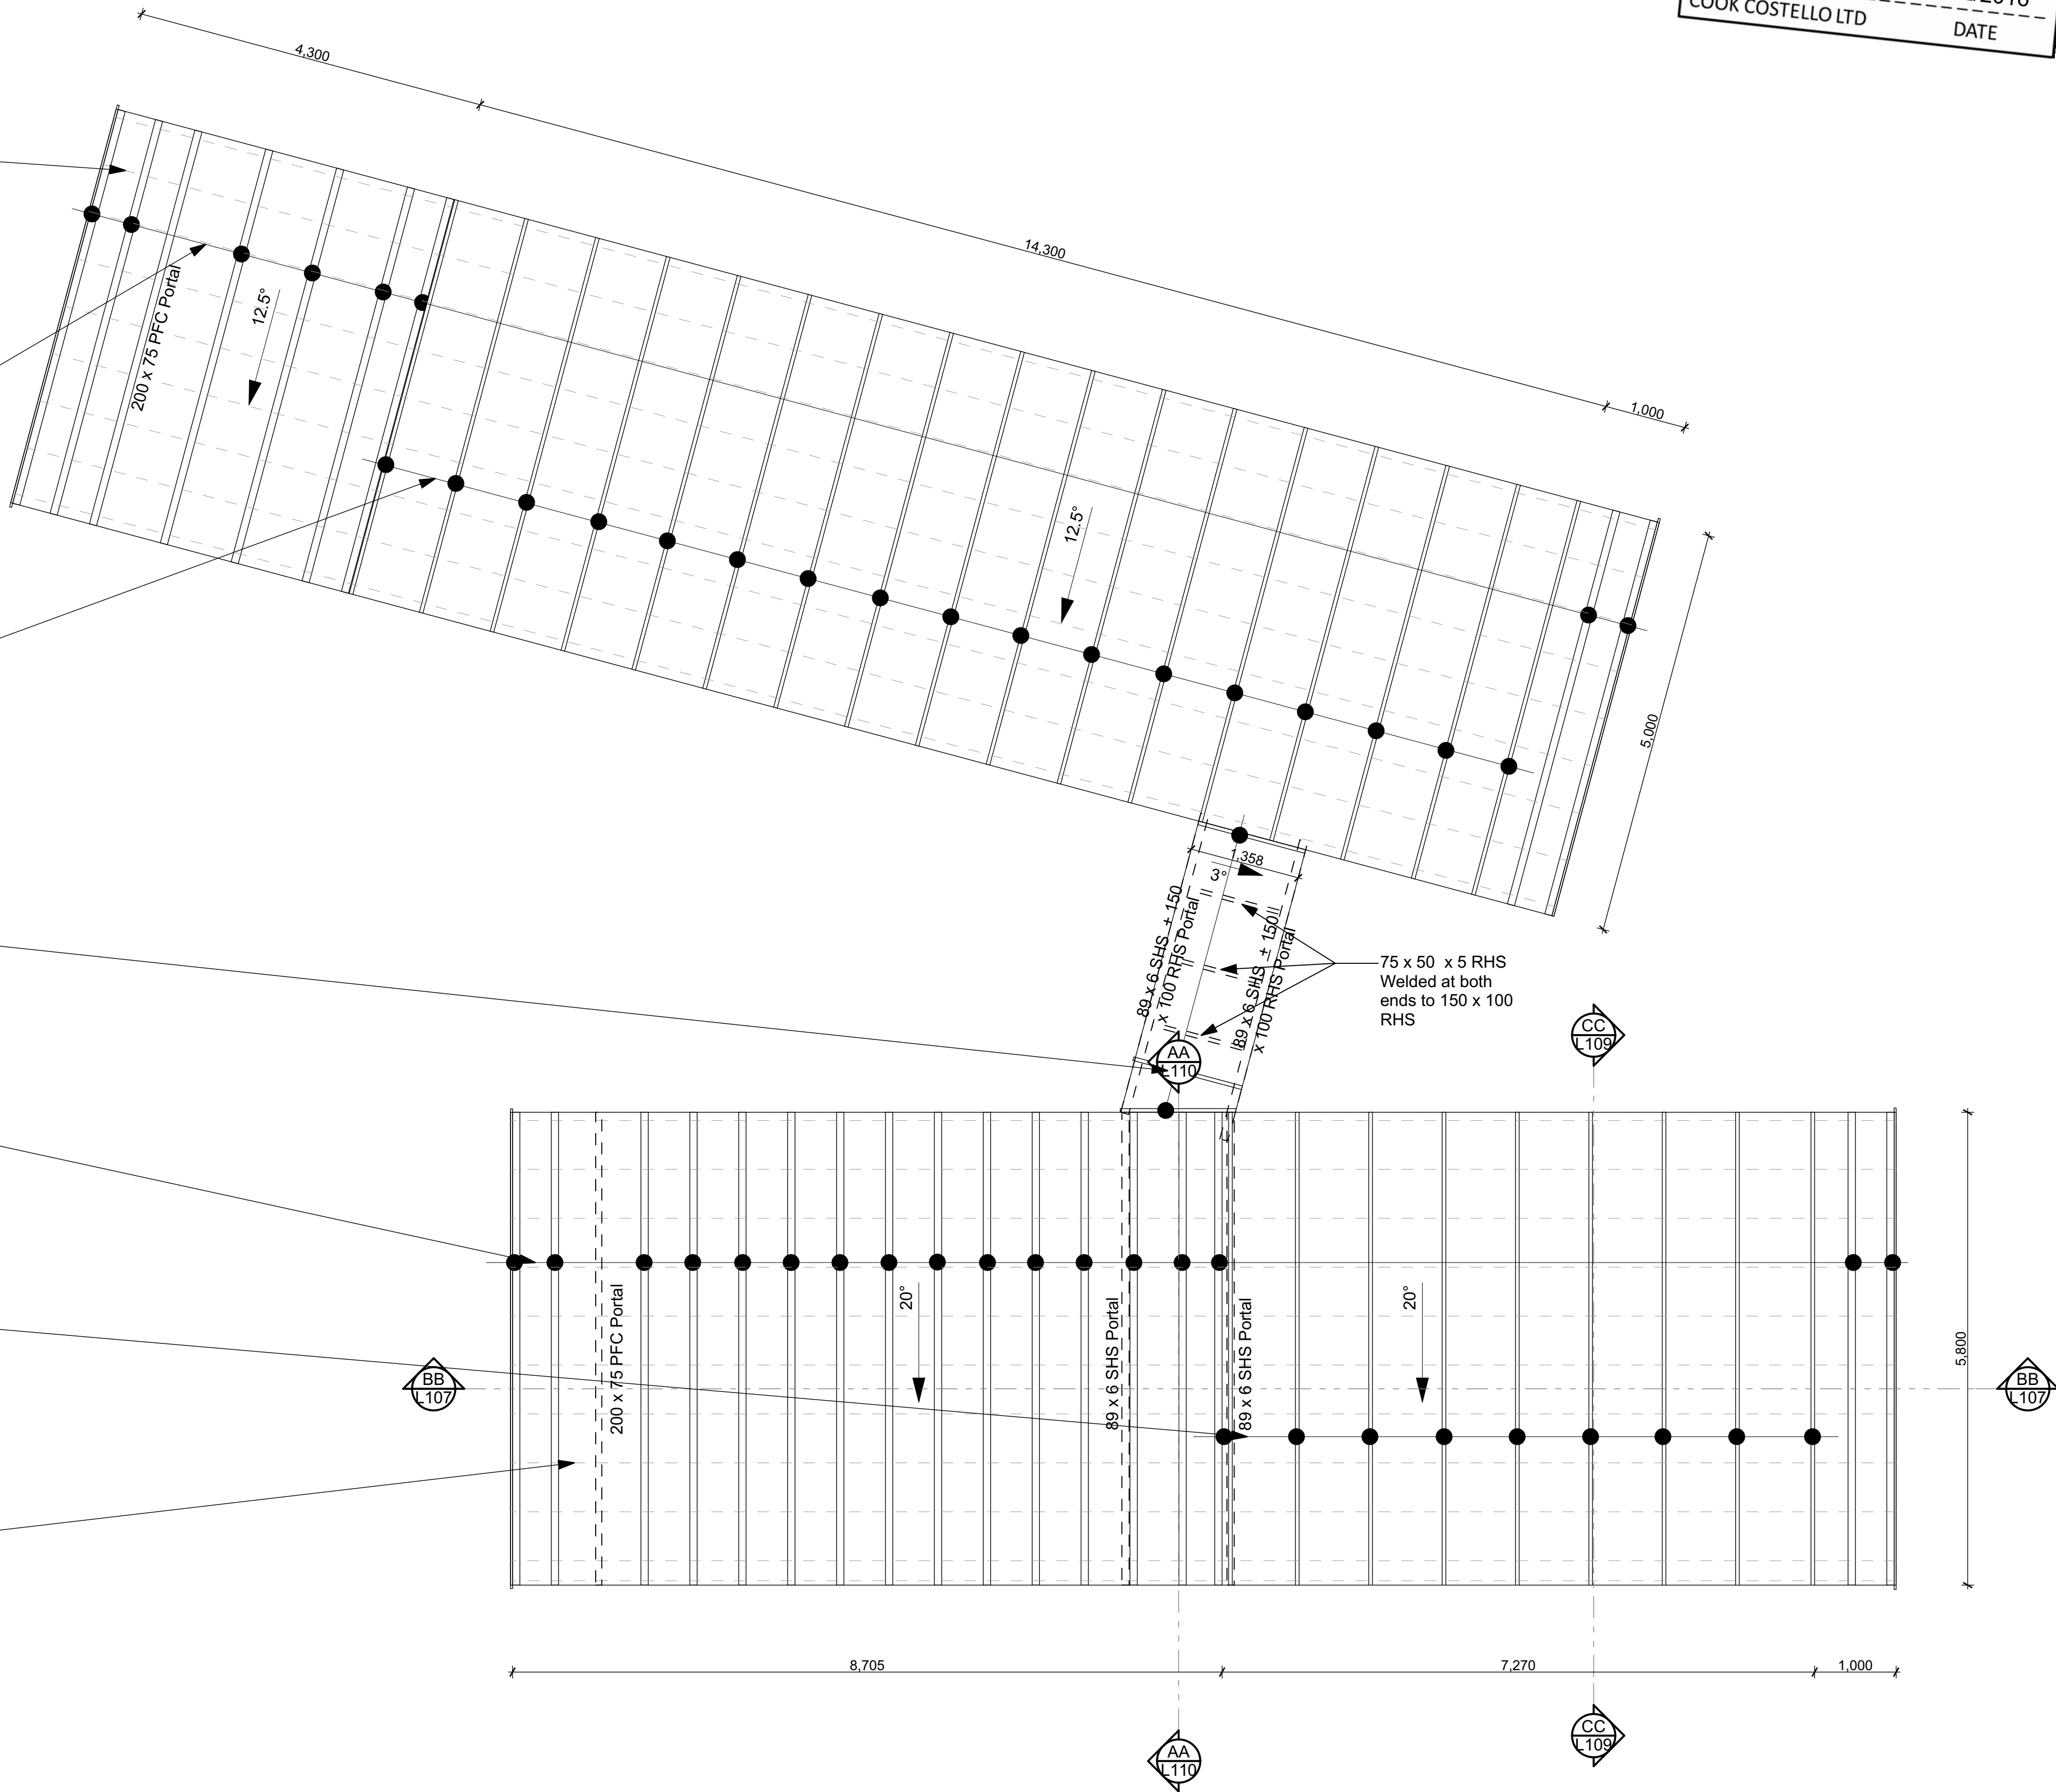 COOK COSTELLO LTD
DATE
4,300
14,300
1,000
200 x 75 PFC Portal
12.5°
12.5°
5,000
1,358
3°
89 x 6 SHS + 150
x 100 RHS Portal
89 x 6 SHS + 150
x 100 RHS Portal
75 x 50 x 5 RHS
Welded at both
ends to 150 x 100
RHS
CC
L109
AA
L110
200 x 75 PFC Portal
20°
89 x 6 SHS Portal
89 x 6 SHS Portal
20°
5,800
BB
L107
BB
L107
8,705
7,270
1,000
CC
L109
AA
L110